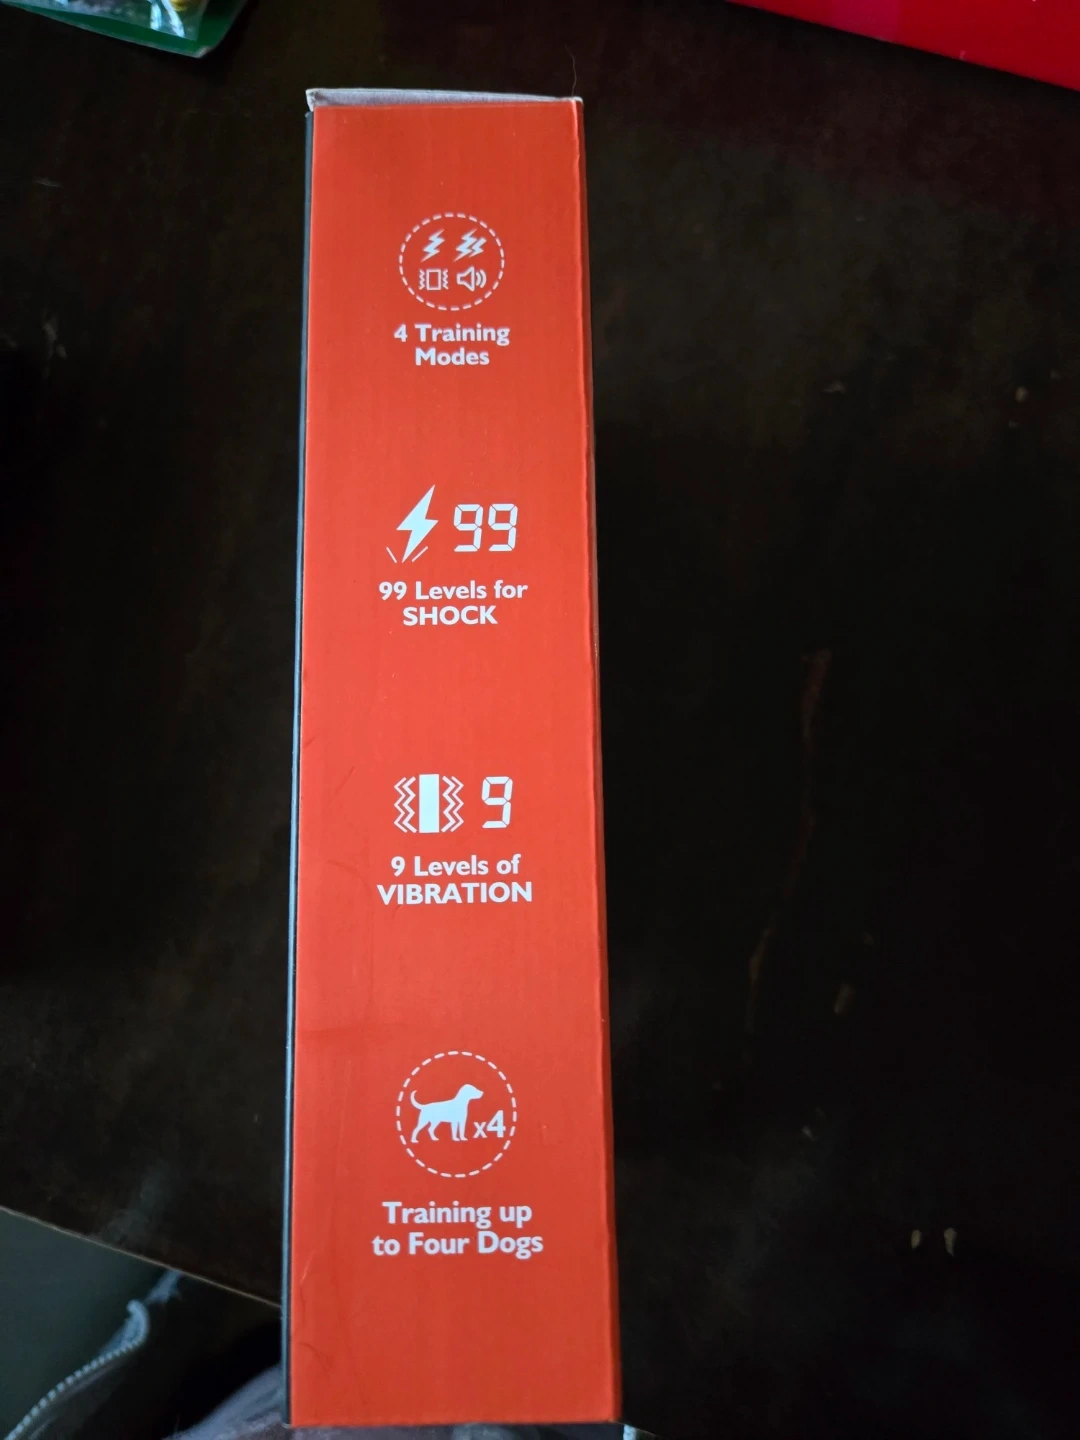 4 Training
Modes
99
99 Levels for
SHOCK
9
9 Levels of
VIBRATION
x4
Training up
to Four Dogs